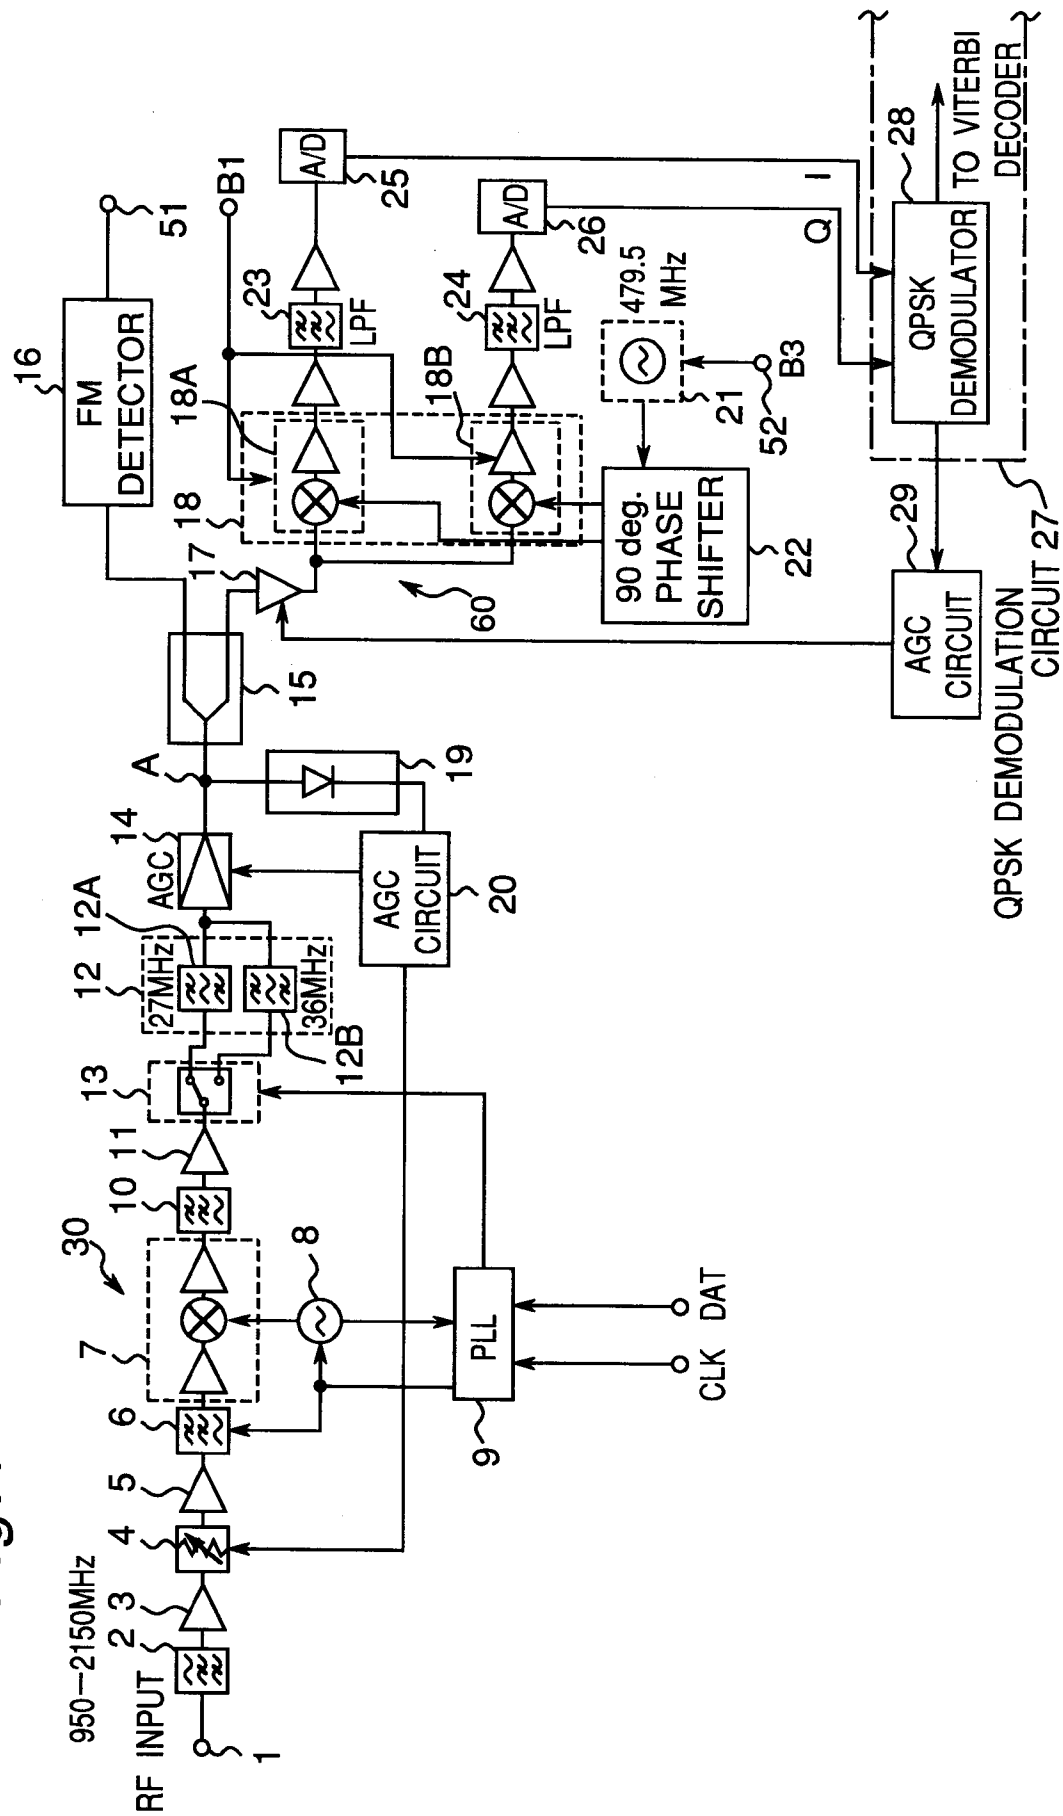 950-2150MHz
RF INPUT
1
2
3
4
5
6
7
30
8
PLL
9
CLK
DAT
10
11
13
12
12A
27MHz
36MHz
12B
14
AGC
A
AGC
CIRCUIT
20
19
15
16
FM
DETECTOR
51
17
60
18
18A
18B
B1
23
LPF
24
LPF
A/D
25
A/D
26
479.5
MHz
21
52
B3
90 deg.
PHASE
SHIFTER
22
I
Q
28
QPSK
DEMODULATOR
TO VITERBI
DECODER
29
AGC
CIRCUIT
QPSK DEMODULATION
CIRCUIT 27